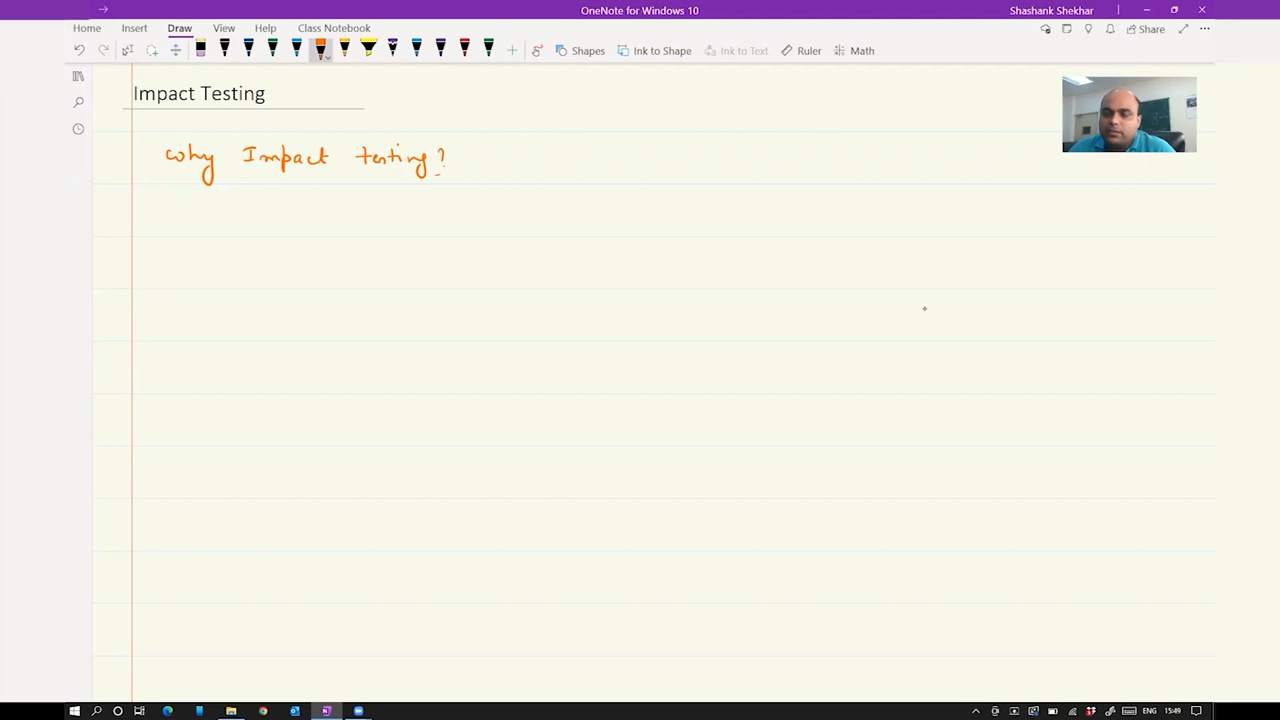 OneNote for Windows 10
Shashank Shekhar
Home Insert Draw View Help Class Notebook
Share
Shapes Ink to Shape Ink to Text Ruler Math
Impact Testing
Why Impact testing?
ENG 15:49